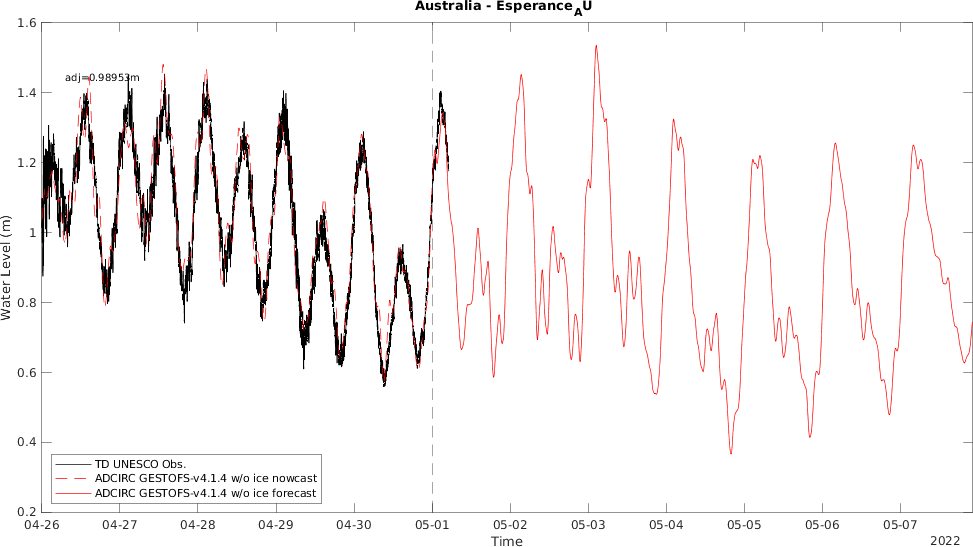 Australia - Esperance_AU
adj=0.98953m
1.6
1.4
1.2
1
0.8
0.6
0.4
0.2
Water Level (m)
TD UNESCO Obs.
ADCIRC GESTOFS-v4.1.4 w/o ice nowcast
ADCIRC GESTOFS-v4.1.4 w/o ice forecast
04-26 04-27 04-28 04-29 04-30 05-01 05-02 05-03 05-04 05-05 05-06 05-07
Time
2022